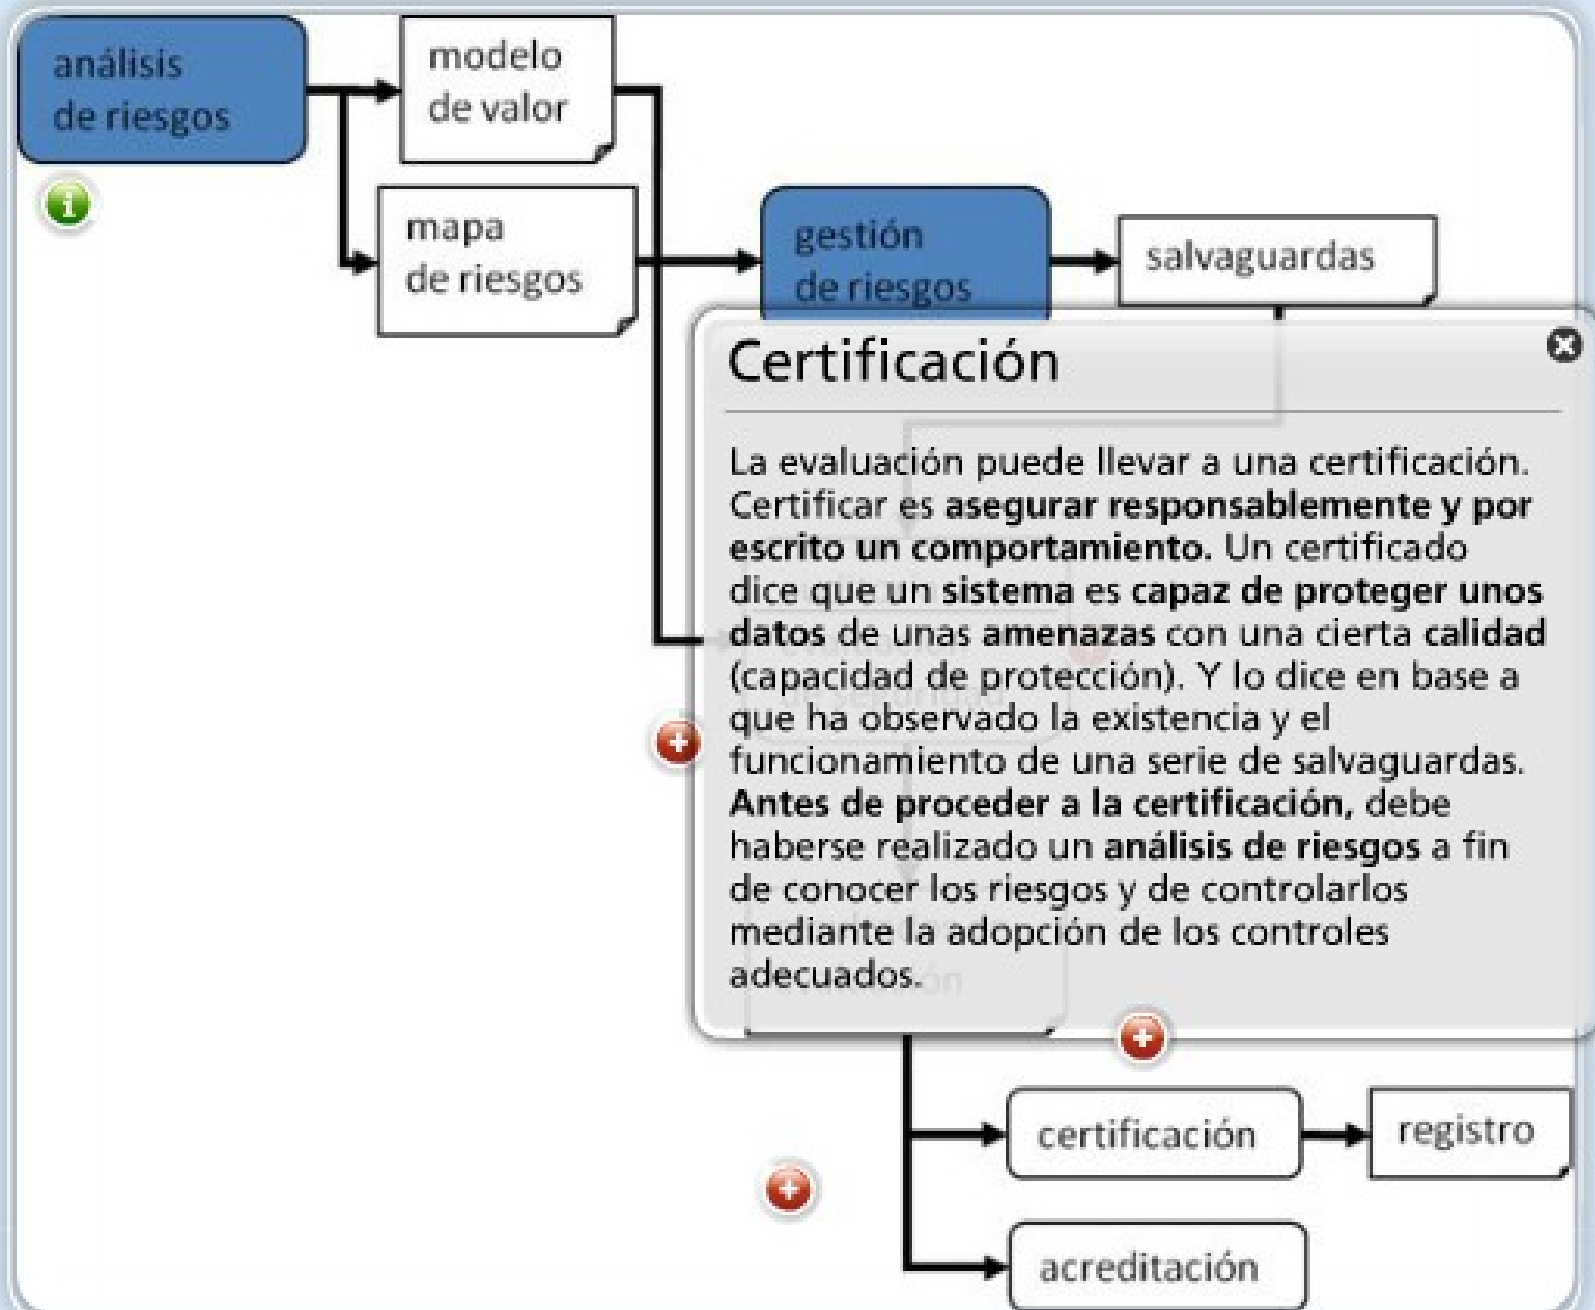 análisis
de riesgos
modelo
de valor
mapa
de riesgos
gestión
de riesgos
salvaguardas
Certificación
La evaluación puede llevar a una certificación.
Certificar es asegurar responsablemente y por
escrito un comportamiento. Un certificado
dice que un sistema es capaz de proteger unos
datos de unas amenazas con una cierta calidad
(capacidad de protección). Y lo dice en base a
que ha observado la existencia y el
funcionamiento de una serie de salvaguardas.
Antes de proceder a la certificación, debe
haberse realizado un análisis de riesgos a fin
de conocer los riesgos y de controlarlos
mediante la adopción de los controles
adecuados.
certificación
registro
acreditación